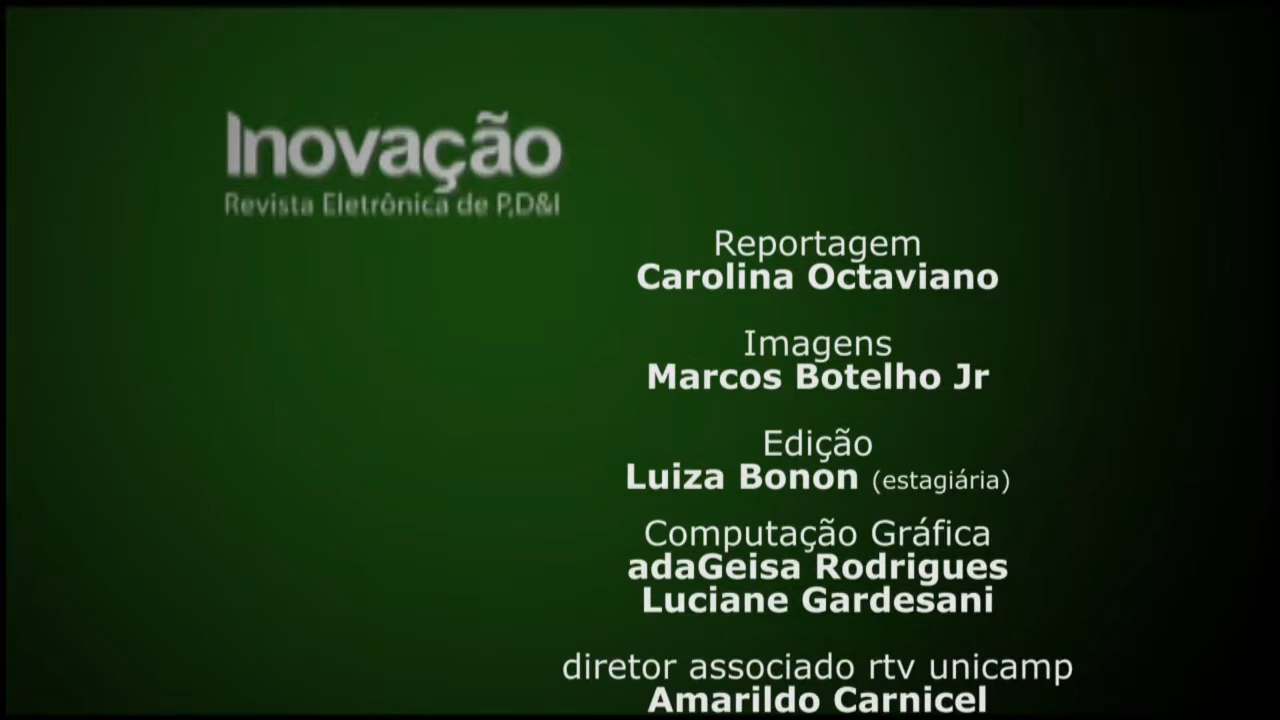 Inovação
Revista Eletrônica de P,D&I
Reportagem
Carolina Octaviano
Imagens
Marcos Botelho Jr
Edição
Luiza Bonon (estagiária)
Computação Gráfica
adaGeisa Rodrigues
Luciane Gardesani
diretor associado rtv unicamp
Amarildo Carnicel